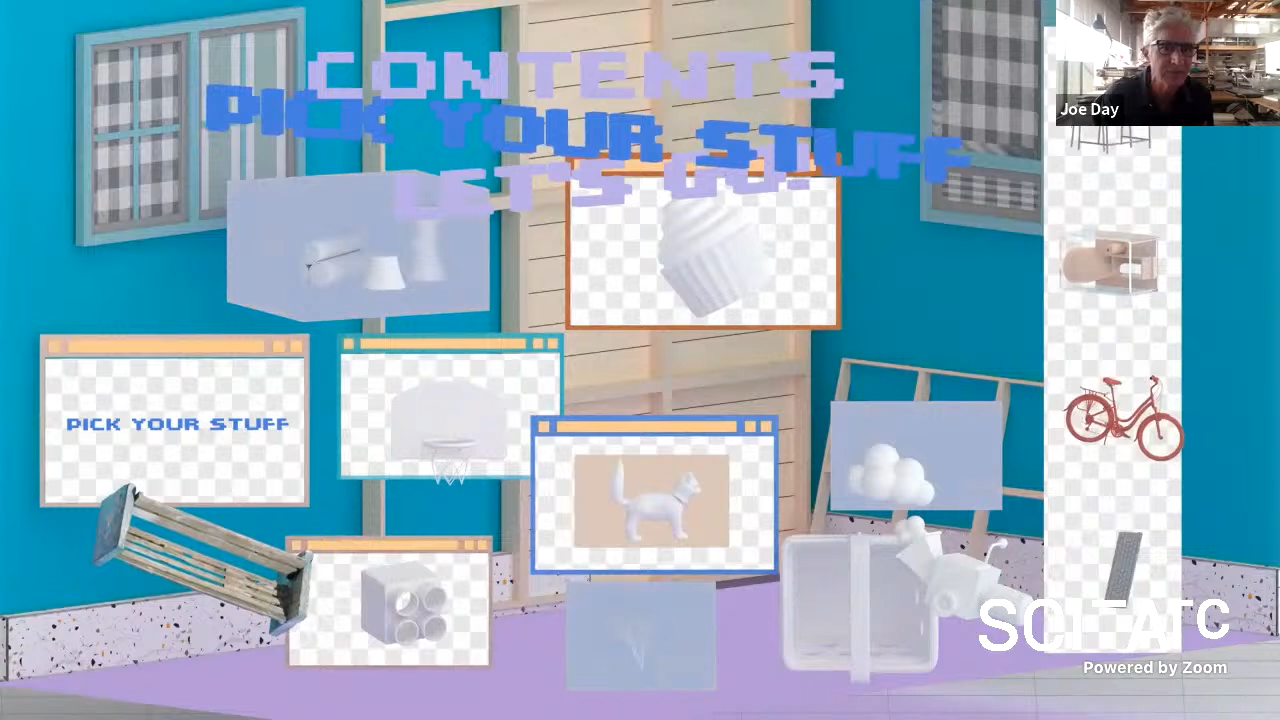 CONTENTS
PICK YOUR STUFF
LET'S GO!
Joe Day
PICK YOUR STUFF
SCI-Arc
Powered by Zoom